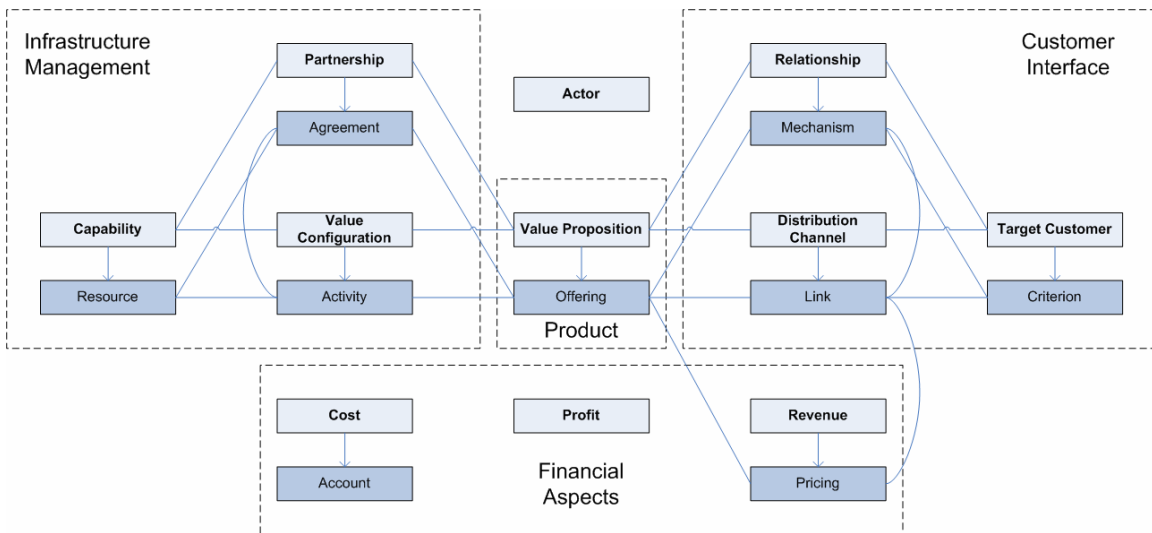 Infrastructure
Management
Partnership
Agreement
Capability
Value
Configuration
Resource
Activity
Actor
Value Proposition
Offering
Product
Customer
Interface
Relationship
Mechanism
Distribution
Channel
Target Customer
Link
Criterion
Cost
Profit
Revenue
Account
Financial
Aspects
Pricing